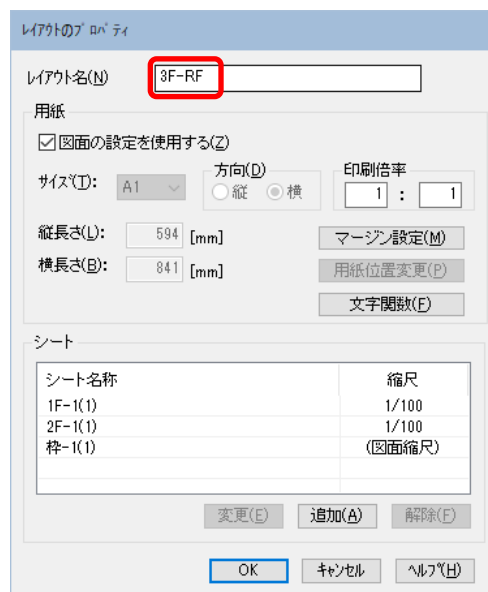 レイアウトのプロパティ
レイアウト名(N) 3F-RF
用紙
☑図面の設定を使用する(Z)
サイズ(T): A1 方向(D) 縦 横 印刷倍率 1 : 1
縦長さ(L): 594 [mm] マージン設定(M)
横長さ(B): 841 [mm] 用紙位置変更(P)
文字関数(F)
シート
シート名称 縮尺
1F-1(1) 1/100
2F-1(1) 1/100
枠-1(1) (図面縮尺)
変更(E) 追加(A) 解除(F)
OK キャンセル ヘルプ(H)